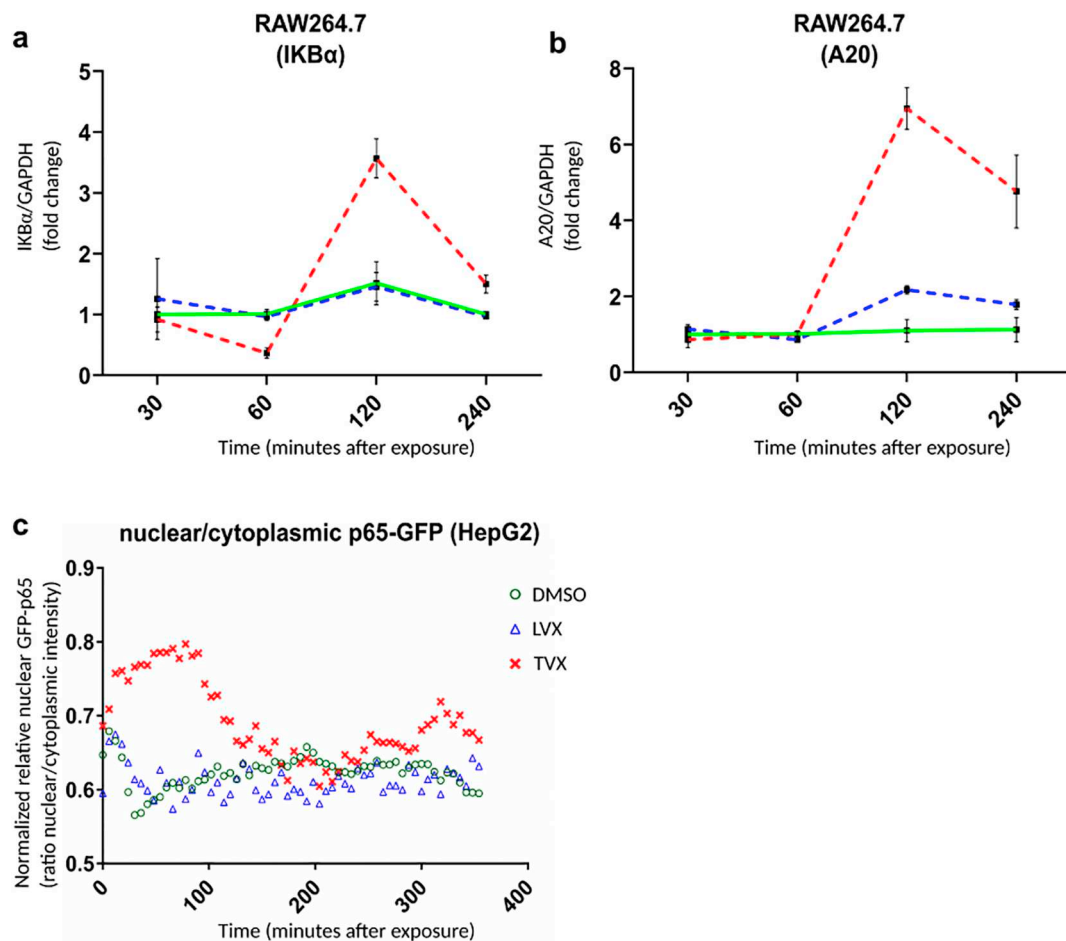 a
RAW264.7
(IKBα)
IKBα/GAPDH
(fold change)
5
4
3
2
1
0
30
60
120
240
Time (minutes after exposure)
b
RAW264.7
(A20)
A20/GAPDH
(fold change)
8
6
4
2
0
30
60
120
240
Time (minutes after exposure)
c
nuclear/cytoplasmic p65-GFP (HepG2)
Normalized relative nuclear GFP-p65
(ratio nuclear/cytoplasmic intensity)
0.9
0.8
0.7
0.6
0.5
0
100
200
300
400
Time (minutes after exposure)
DMSO
LVX
TVX